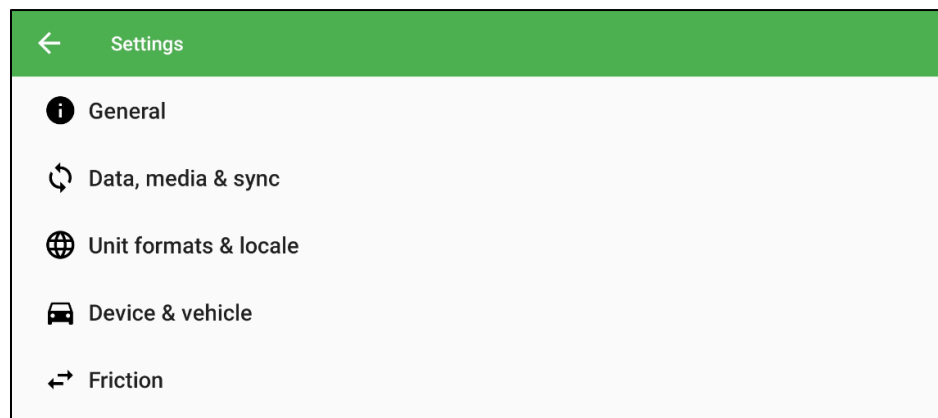 Settings
General
Data, media & sync
Unit formats & locale
Device & vehicle
Friction